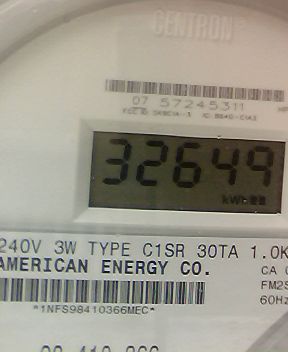 CENTRON®
07 57245311
32649
kWh
240V 3W TYPE C1SR 30TA 1.0K
AMERICAN ENERGY CO.
CA
FM2S
60Hz
*1NFS98410366MEC*